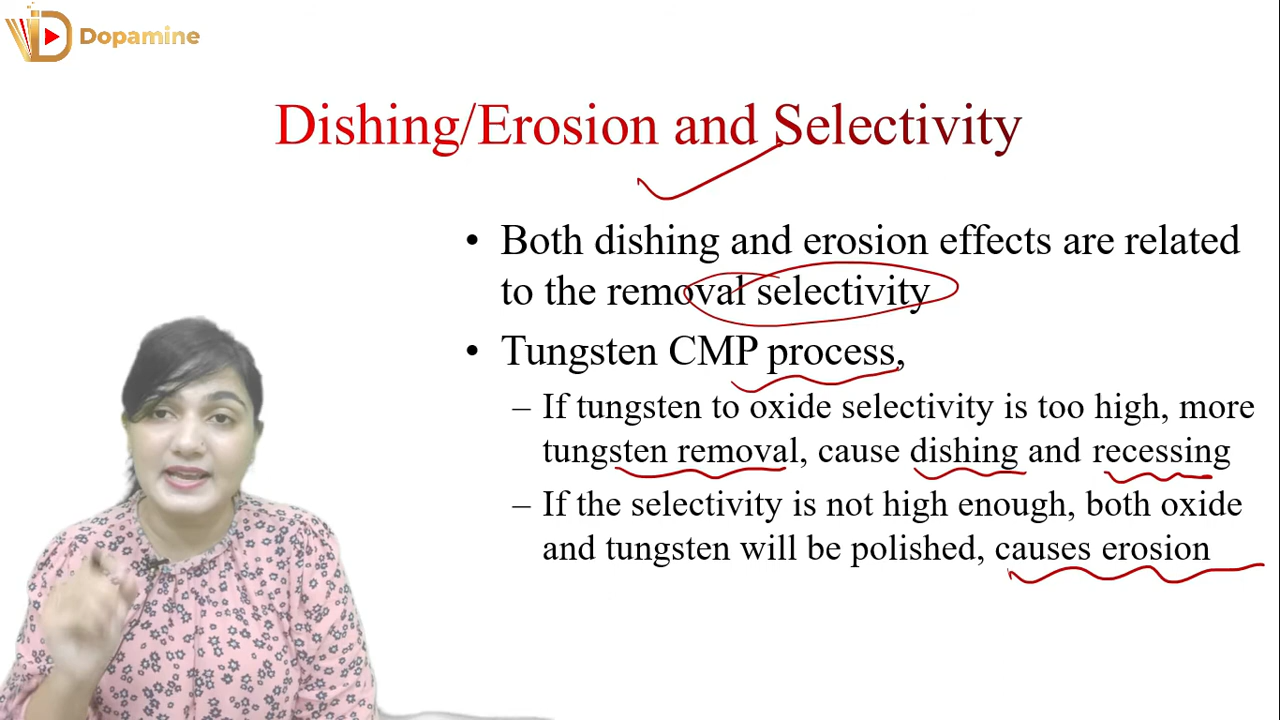 Dopamine
Dishing/Erosion and Selectivity
• Both dishing and erosion effects are related
to the removal selectivity
• Tungsten CMP process,
– If tungsten to oxide selectivity is too high, more
tungsten removal, cause dishing and recessing
– If the selectivity is not high enough, both oxide
and tungsten will be polished, causes erosion